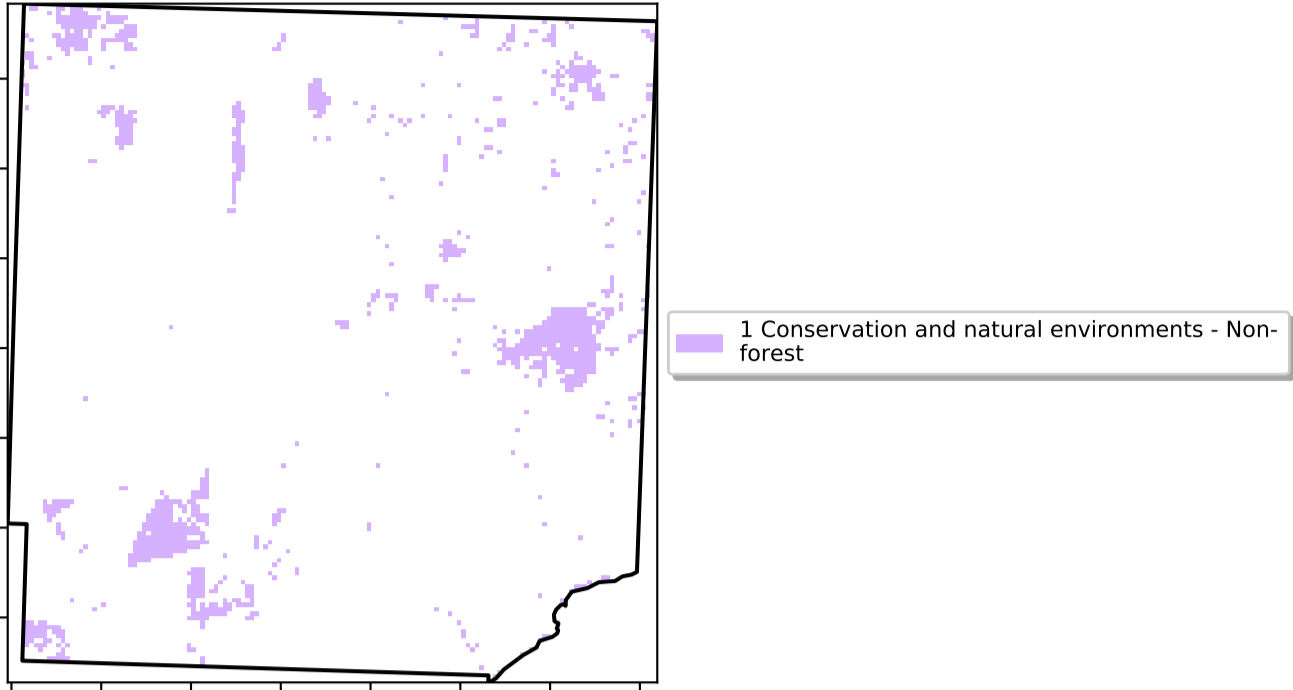 1 Conservation and natural environments - Non-
forest